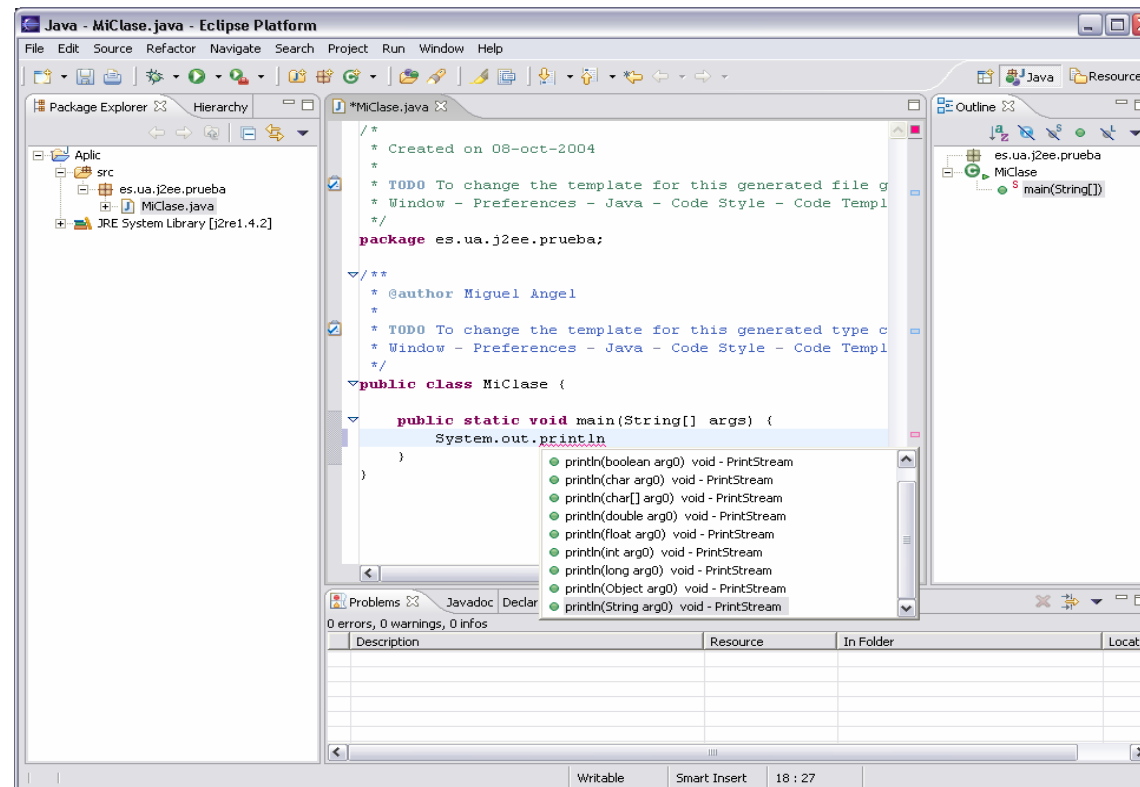 Java - MiClase.java - Eclipse Platform
File Edit Source Refactor Navigate Search Project Run Window Help
Java Resource
Package Explorer Hierarchy
Aplic
src
es.ua.j2ee.prueba
MiClase.java
JRE System Library [j2re1.4.2]
*MiClase.java
/*
* Created on 08-oct-2004
*
* TODO To change the template for this generated file g
* Window - Preferences - Java - Code Style - Code Templ
*/
package es.ua.j2ee.prueba;
/**
* @author Miguel Angel
*
* TODO To change the template for this generated type c
* Window - Preferences - Java - Code Style - Code Templ
*/
public class MiClase {
public static void main(String[] args) {
System.out.println
}
}
println(boolean arg0) void - PrintStream
println(char arg0) void - PrintStream
println(char[] arg0) void - PrintStream
println(double arg0) void - PrintStream
println(float arg0) void - PrintStream
println(int arg0) void - PrintStream
println(long arg0) void - PrintStream
println(Object arg0) void - PrintStream
println(String arg0) void - PrintStream
Outline
es.ua.j2ee.prueba
MiClase
main(String[])
Problems Javadoc Declar
0 errors, 0 warnings, 0 infos
Description Resource In Folder Locat
Writable Smart Insert 18 : 27